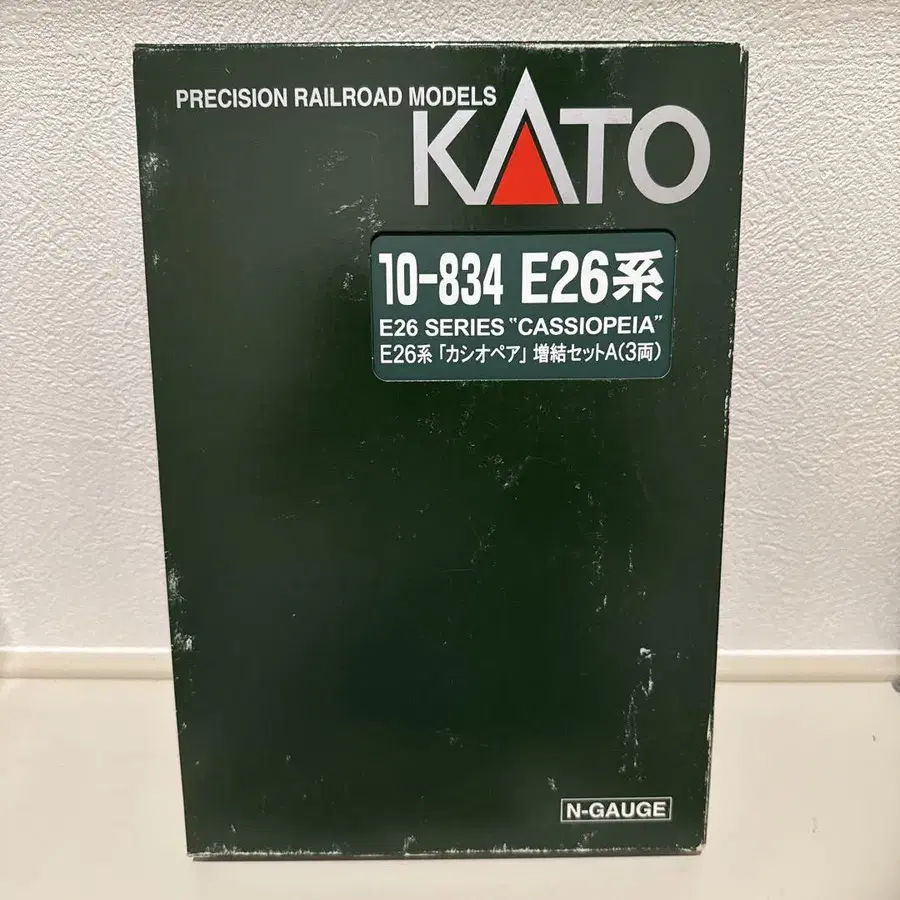 PRECISION RAILROAD MODELS
KATO
10-834 E26系
E26 SERIES “CASSIOPEIA”
E26系「カシオペア」増結セットA(3両)
N-GAUGE